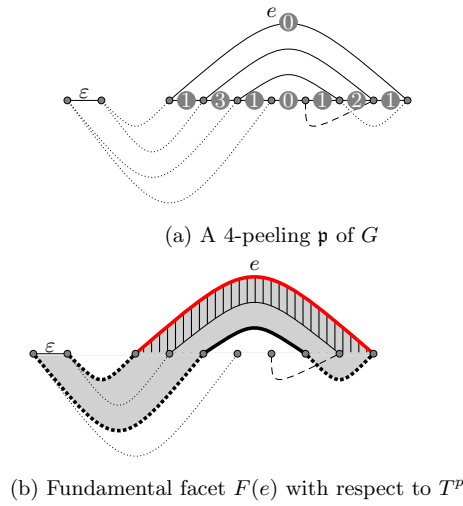 e
0
ε
1 3 1 0 1 2 1
(a) A 4-peeling 𝔭 of G
e
ε
(b) Fundamental facet F(e) with respect to T^p